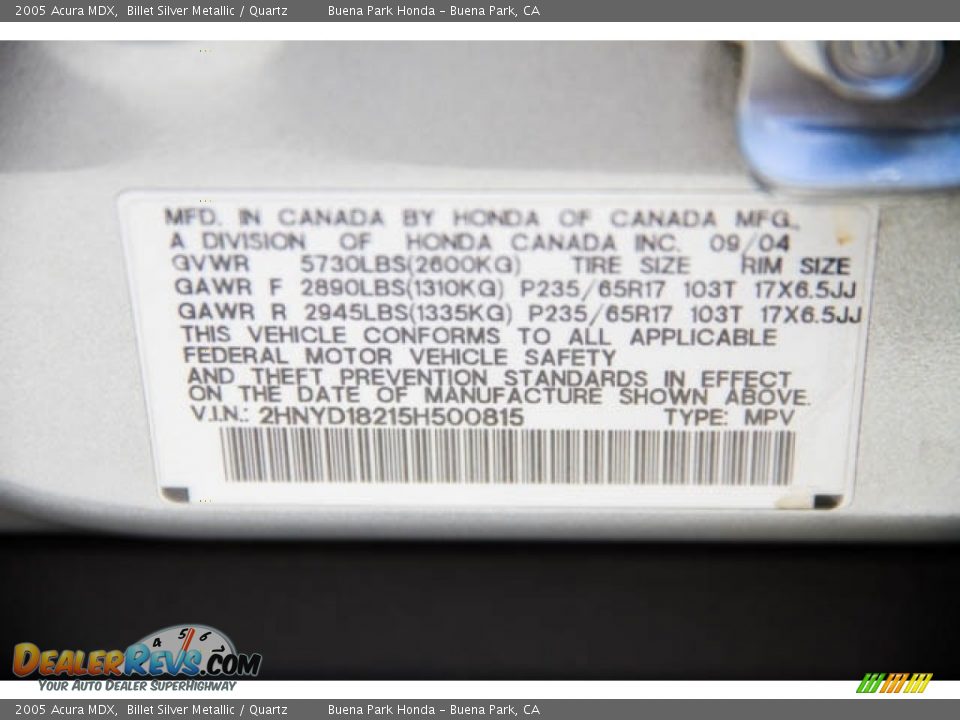 2005 Acura MDX, Billet Silver Metallic / Quartz Buena Park Honda - Buena Park, CA
MFD. IN CANADA BY HONDA OF CANADA MFG.,
A DIVISION OF HONDA CANADA INC. 09/04
GVWR 5730LBS(2600KG) TIRE SIZE RIM SIZE
GAWR F 2890LBS(1310KG) P235/65R17 103T 17X6.5JJ
GAWR R 2945LBS(1335KG) P235/65R17 103T 17X6.5JJ
THIS VEHICLE CONFORMS TO ALL APPLICABLE
FEDERAL MOTOR VEHICLE SAFETY
AND THEFT PREVENTION STANDARDS IN EFFECT
ON THE DATE OF MANUFACTURE SHOWN ABOVE.
V.I.N.: 2HNYD18215H500815 TYPE: MPV
4 5 6 7
DEALERREVS.COM
YOUR AUTO DEALER SUPERHIGHWAY
2005 Acura MDX, Billet Silver Metallic / Quartz Buena Park Honda - Buena Park, CA